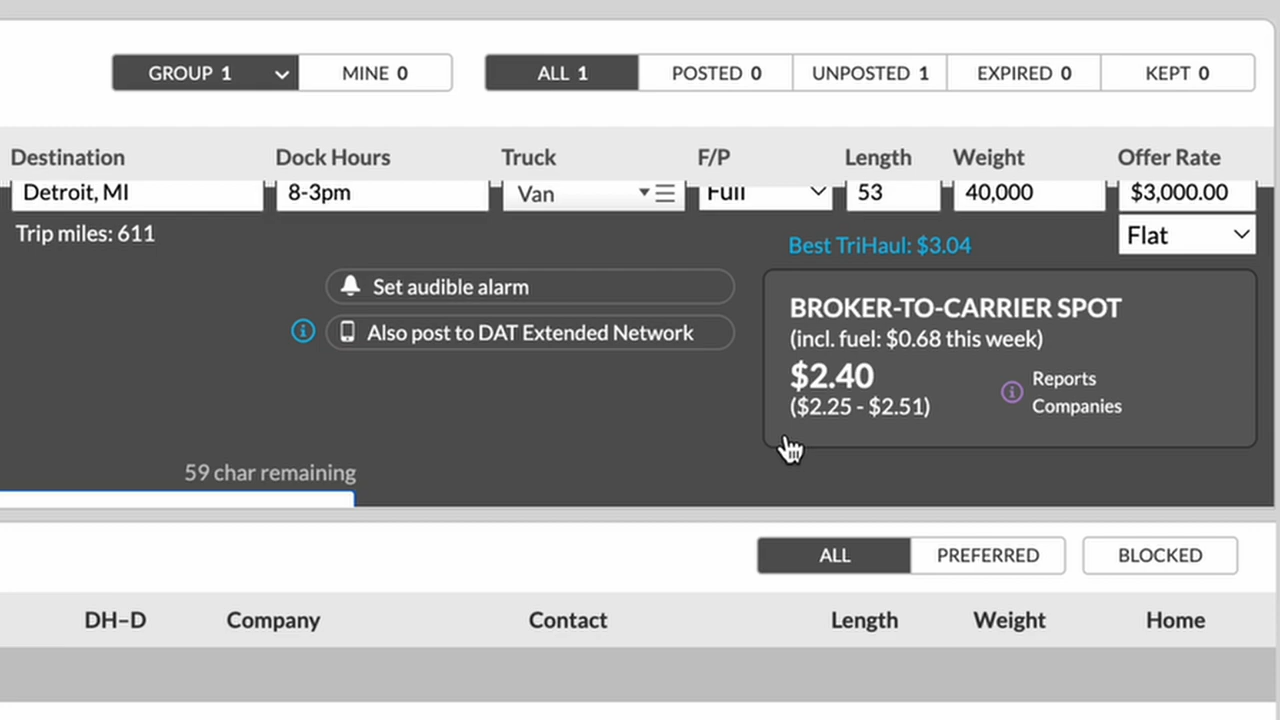 GROUP 1 MINE 0 ALL 1 POSTED 0 UNPOSTED 1 EXPIRED 0 KEPT 0
Destination Dock Hours Truck F/P Length Weight Offer Rate
Detroit, MI 8-3pm Van Full 53 40,000 $3,000.00
Trip miles: 611
Flat
Best TriHaul: $3.04
Set audible alarm
Also post to DAT Extended Network
BROKER-TO-CARRIER SPOT
(incl. fuel: $0.68 this week)
$2.40
($2.25 - $2.51)
Reports
Companies
59 char remaining
ALL PREFERRED BLOCKED
DH-D Company Contact Length Weight Home